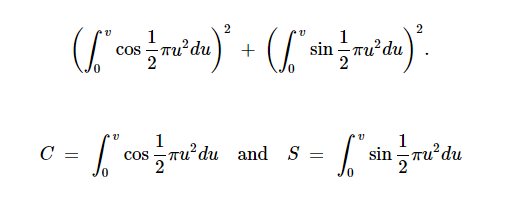 $$\left(\int_0^v \cos \frac{1}{2}\pi u^2 du\right)^2 + \left(\int_0^v \sin \frac{1}{2}\pi u^2 du\right)^2.$$
$$C = \int_0^v \cos \frac{1}{2}\pi u^2 du \quad \text{and} \quad S = \int_0^v \sin \frac{1}{2}\pi u^2 du$$